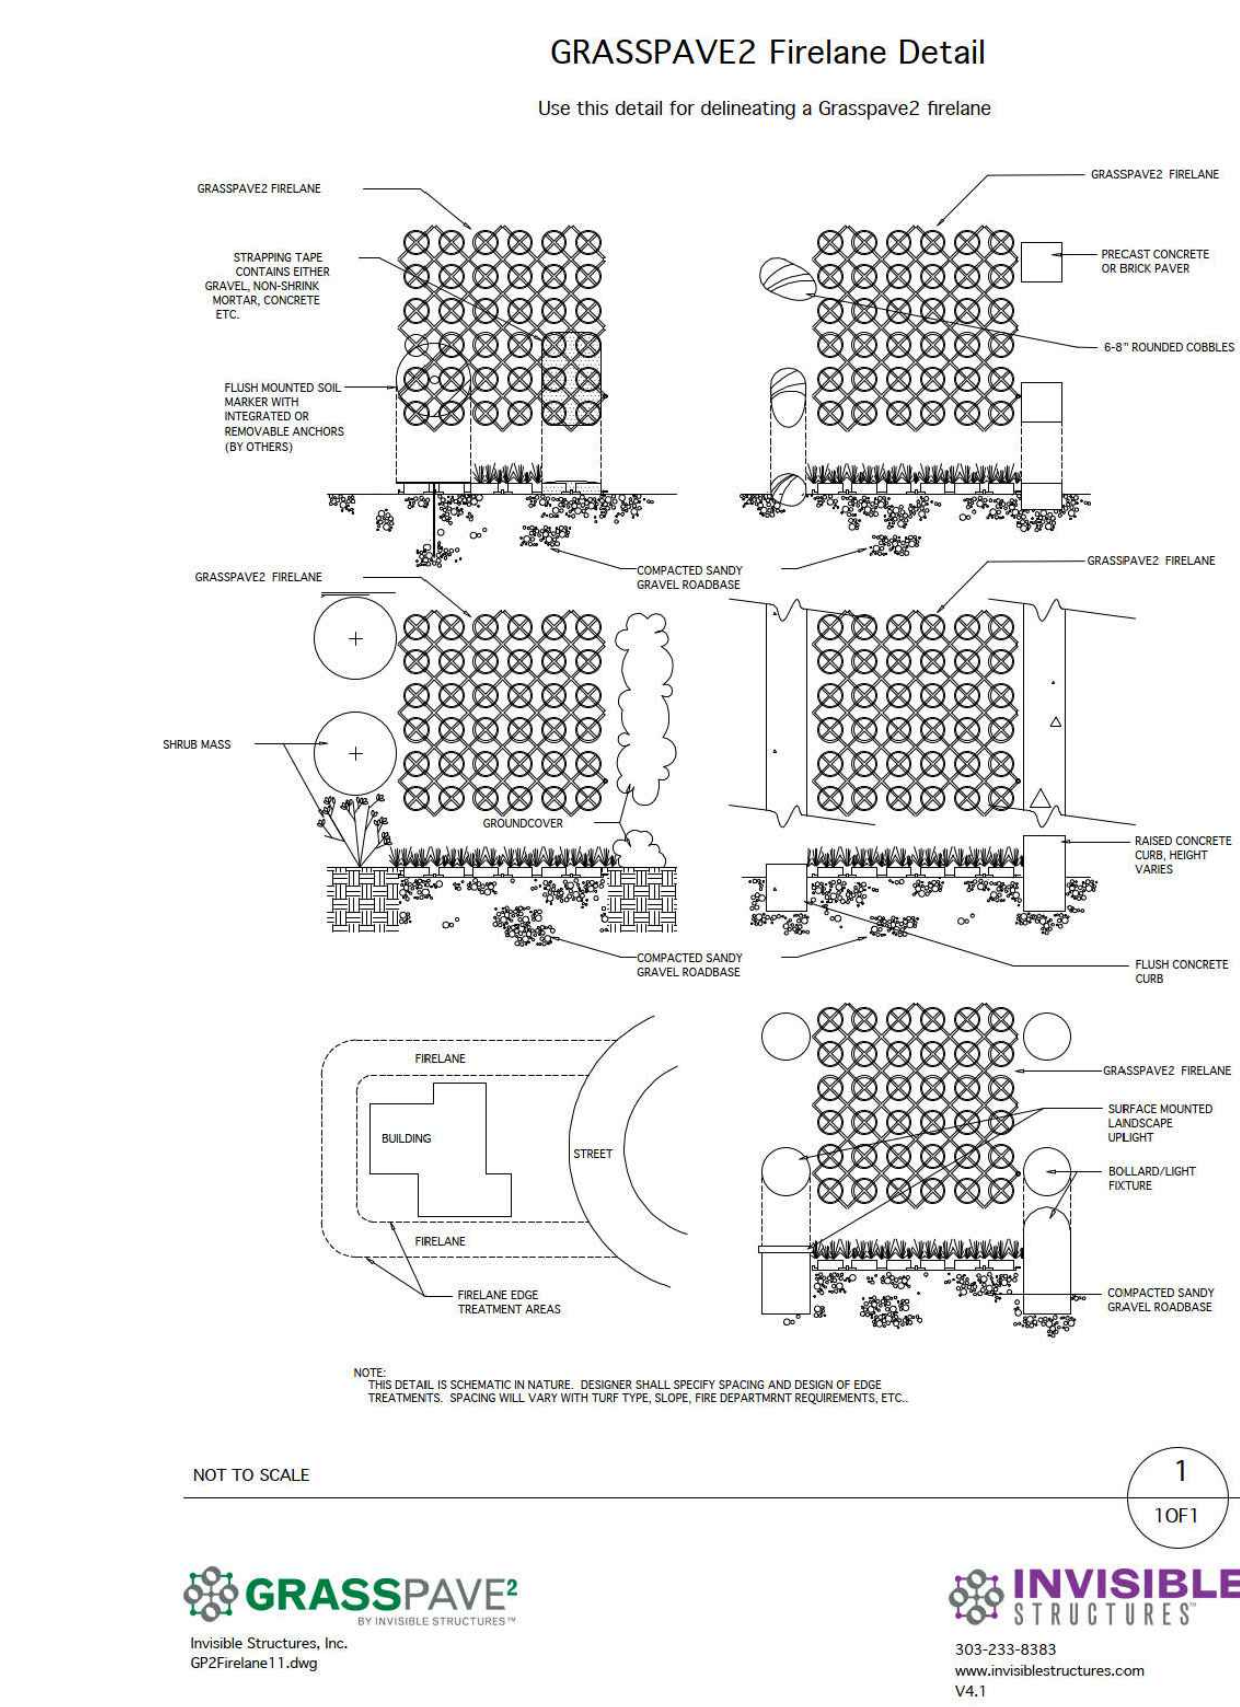 GRASSPAVE2 Firelane Detail
Use this detail for delineating a Grasspave2 firelane
GRASSPAVE2 FIRELANE
STRAPPING TAPE
CONTAINS EITHER
GRAVEL, NON-SHRINK
MORTAR, CONCRETE
ETC.
FLUSH MOUNTED SOIL
MARKER WITH
INTEGRATED OR
REMOVABLE ANCHORS
(BY OTHERS)
GRASSPAVE2 FIRELANE
PRECAST CONCRETE
OR BRICK PAVER
6-8" ROUNDED COBBLES
COMPACTED SANDY
GRAVEL ROADBASE
GRASSPAVE2 FIRELANE
SHRUB MASS
GROUNDCOVER
GRASSPAVE2 FIRELANE
RAISED CONCRETE
CURB, HEIGHT
VARIES
COMPACTED SANDY
GRAVEL ROADBASE
FLUSH CONCRETE
CURB
FIRELANE
BUILDING
STREET
FIRELANE
FIRELANE EDGE
TREATMENT AREAS
GRASSPAVE2 FIRELANE
SURFACE MOUNTED
LANDSCAPE
UPLIGHT
BOLLARD/LIGHT
FIXTURE
COMPACTED SANDY
GRAVEL ROADBASE
NOTE:
THIS DETAIL IS SCHEMATIC IN NATURE. DESIGNER SHALL SPECIFY SPACING AND DESIGN OF EDGE
TREATMENTS. SPACING WILL VARY WITH TURF TYPE, SLOPE, FIRE DEPARTMRNT REQUIREMENTS, ETC..
NOT TO SCALE
1
1OF1
GRASSPAVE²
BY INVISIBLE STRUCTURES™
Invisible Structures, Inc.
GP2Firelane11.dwg
INVISIBLE
STRUCTURES™
303-233-8383
www.invisiblestructures.com
V4.1